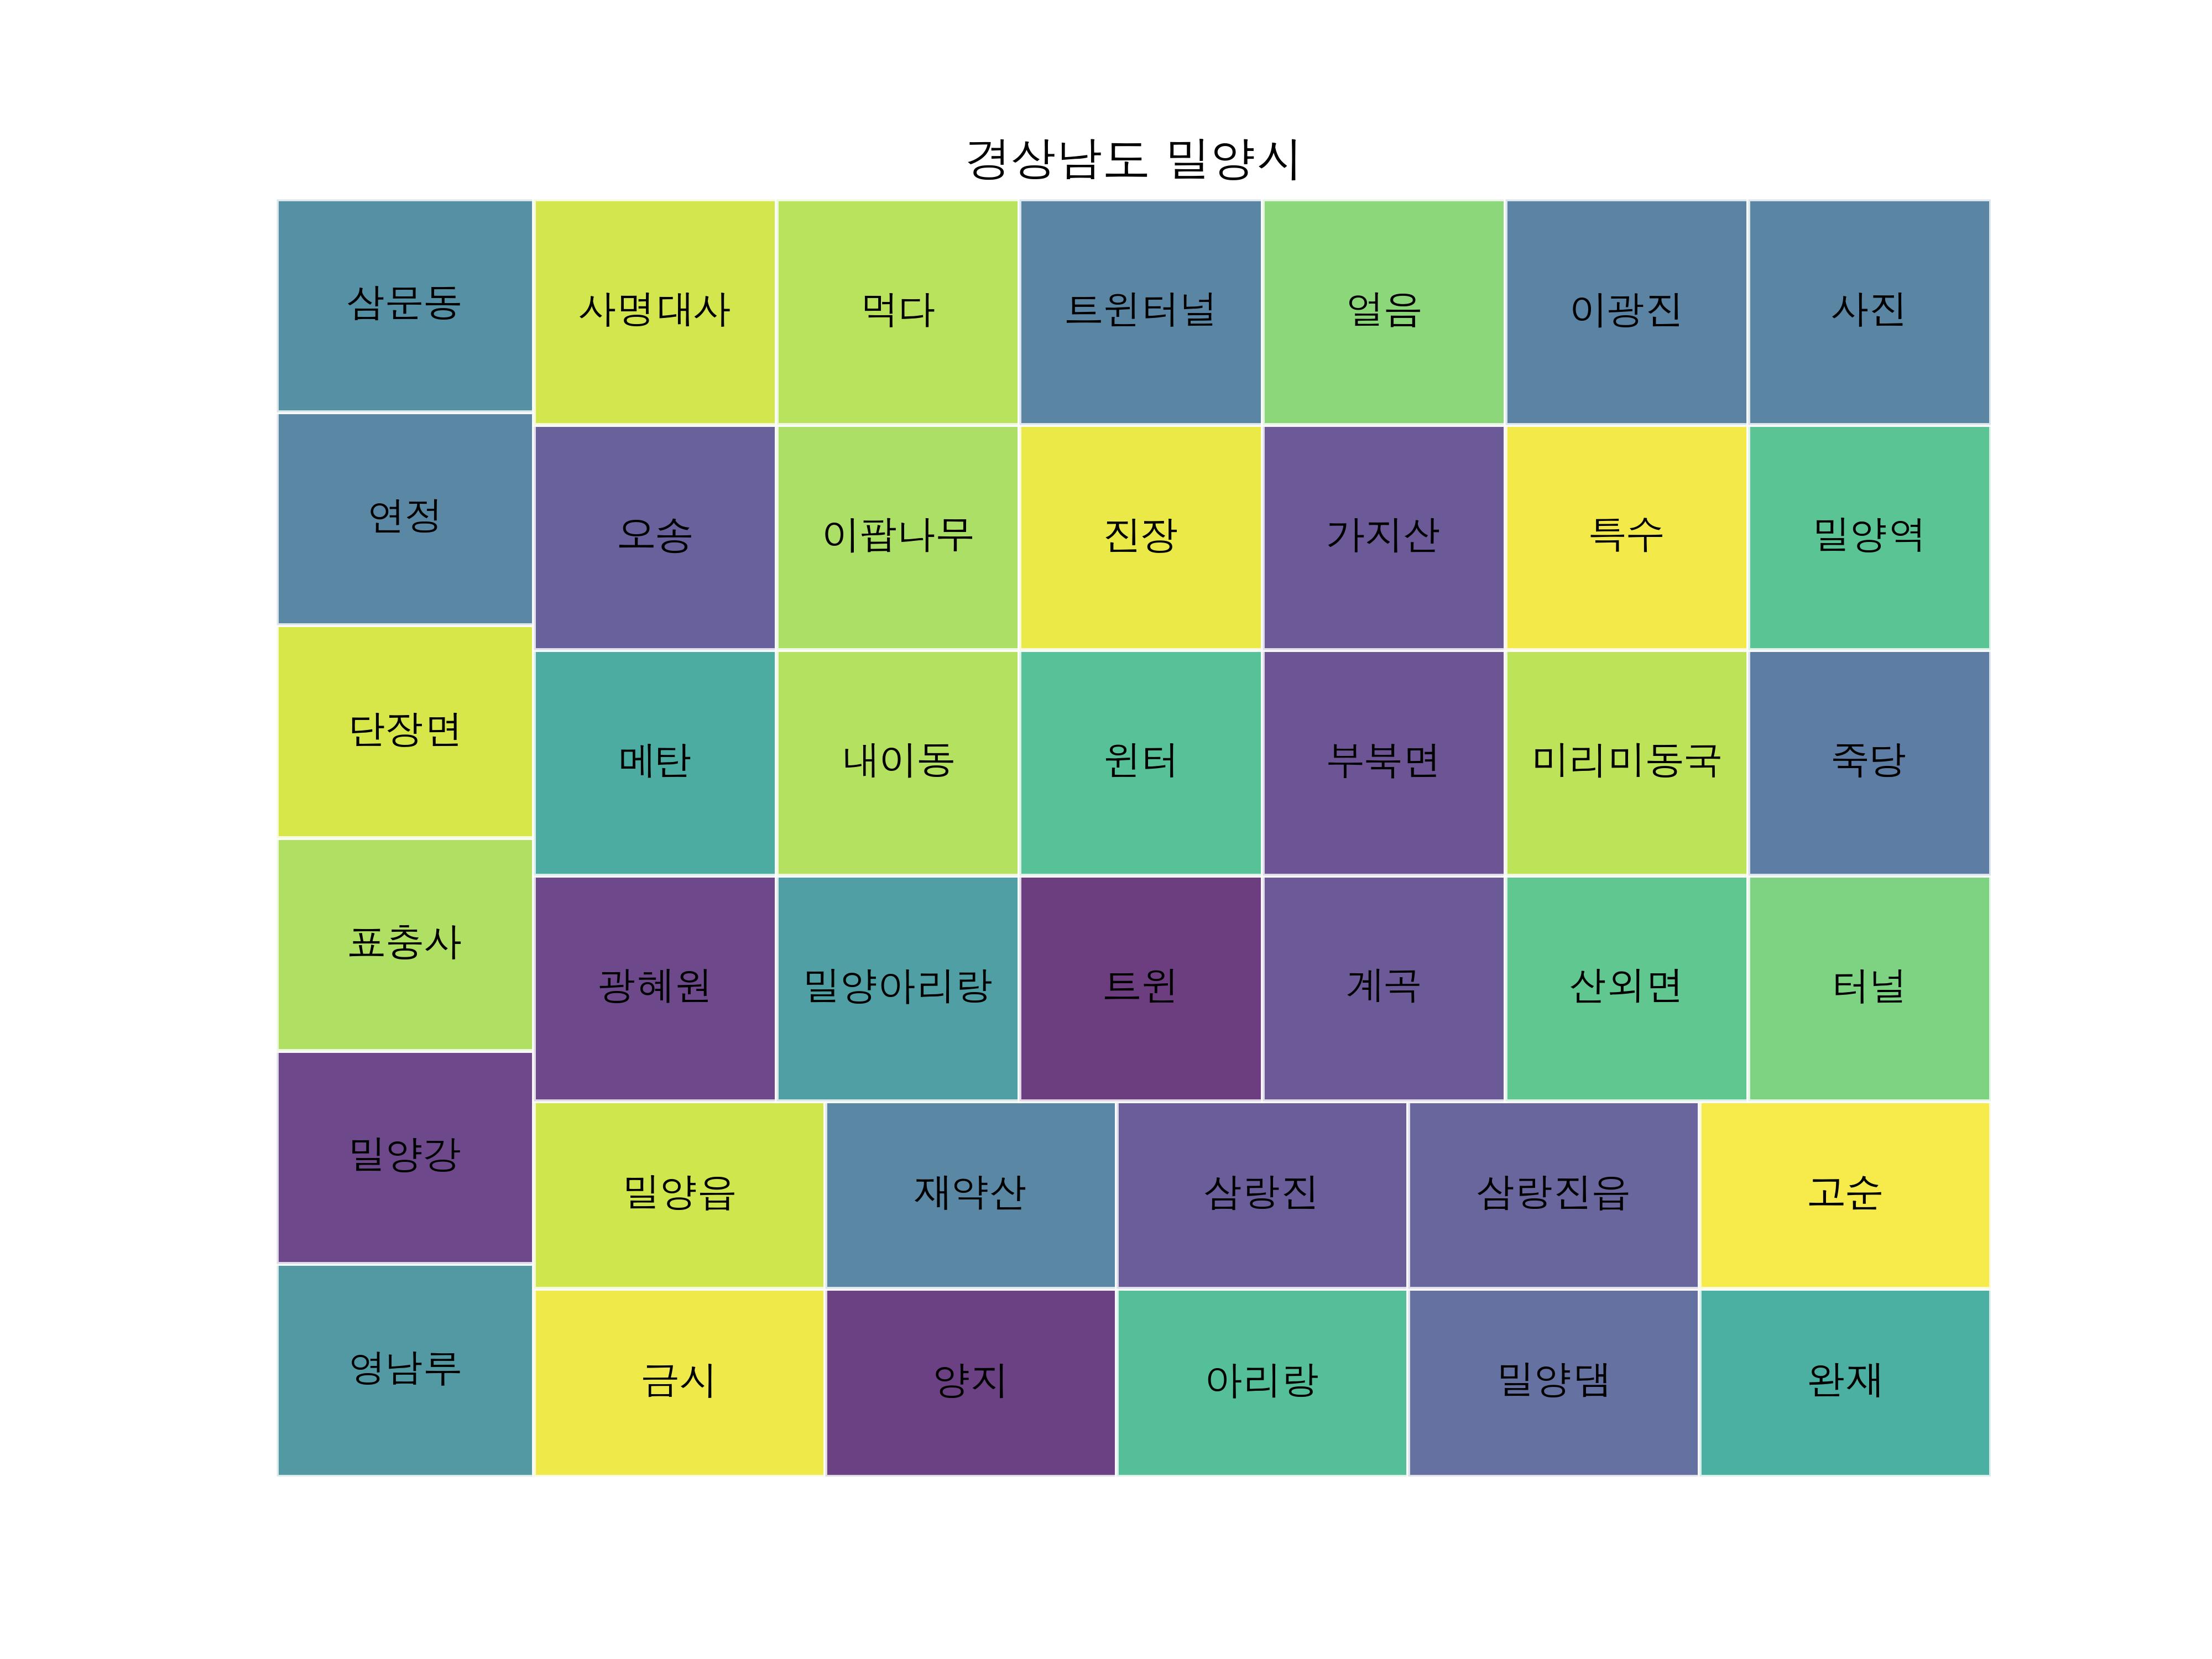 경상남도 밀양시
삼문동
사명대사
먹다
트윈터널
얼음
이광진
사진
연정
오송
이팝나무
진장
가지산
특수
밀양역
단장면
메탄
내이동
윈터
부북면
미리미동국
죽당
표충사
광혜원
밀양아리랑
트윈
계곡
산외면
터널
밀양강
밀양읍
재약산
삼랑진
삼랑진읍
고순
영남루
금시
양지
아리랑
밀양댐
완재